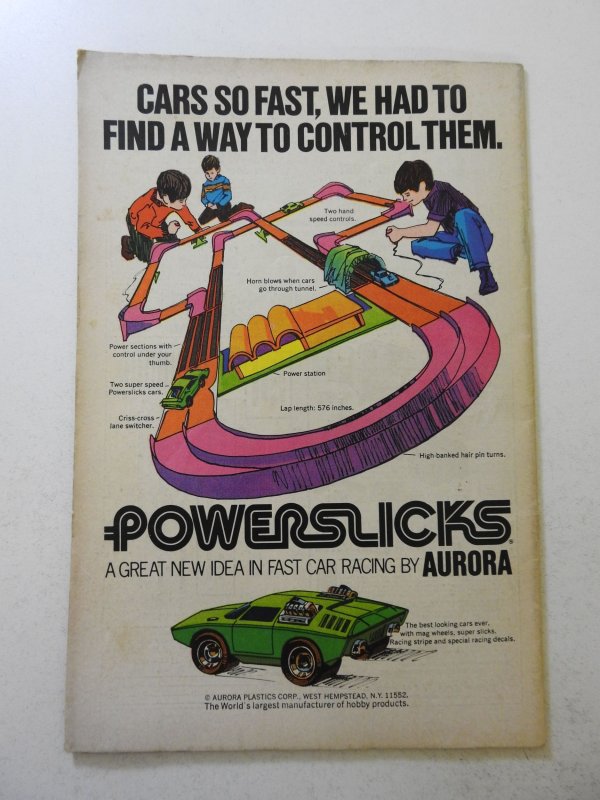 CARS SO FAST, WE HAD TO
FIND A WAY TO CONTROL THEM.
Two hand
speed controls.
Horn blows when cars
go through tunnel.
Power sections with
control under your
thumb.
Power station
Two super speed
Powerslicks cars.
Lap length: 576 inches.
Criss-cross
lane switcher.
High banked hair pin turns.
POWERSLICKS
A GREAT NEW IDEA IN FAST CAR RACING BY AURORA
The best looking cars ever,
with mag wheels, super slicks.
Racing stripe and special racing decals.
© AURORA PLASTICS CORP., WEST HEMPSTEAD, N.Y. 11552.
The World's largest manufacturer of hobby products.